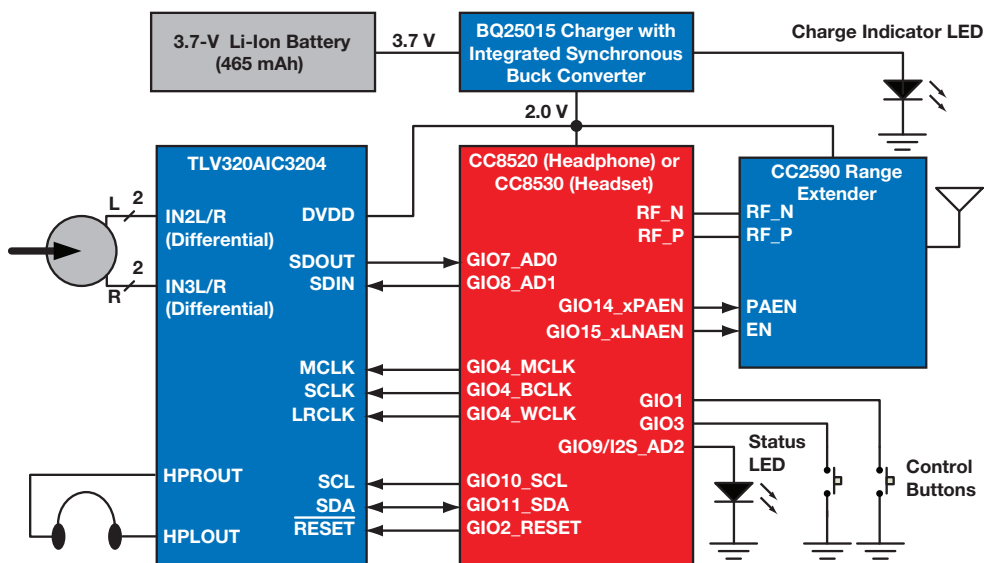 3.7-V Li-Ion Battery
(465 mAh)
3.7 V
BQ25015 Charger with
Integrated Synchronous
Buck Converter
Charge Indicator LED
2.0 V
TLV320AIC3204
CC8520 (Headphone) or
CC8530 (Headset)
CC2590 Range
Extender
L
2
IN2L/R
(Differential)
R
2
IN3L/R
(Differential)
DVDD
SDOUT
SDIN
MCLK
SCLK
LRCLK
HPROUT
HPLOUT
SCL
SDA
RESET
GIO7_AD0
GIO8_AD1
GIO4_MCLK
GIO4_BCLK
GIO4_WCLK
GIO10_SCL
GIO11_SDA
GIO2_RESET
RF_N
RF_P
GIO14_xPAEN
GIO15_xLNAEN
GIO1
GIO3
GIO9/I2S_AD2
RF_N
RF_P
PAEN
EN
Status
LED
Control
Buttons